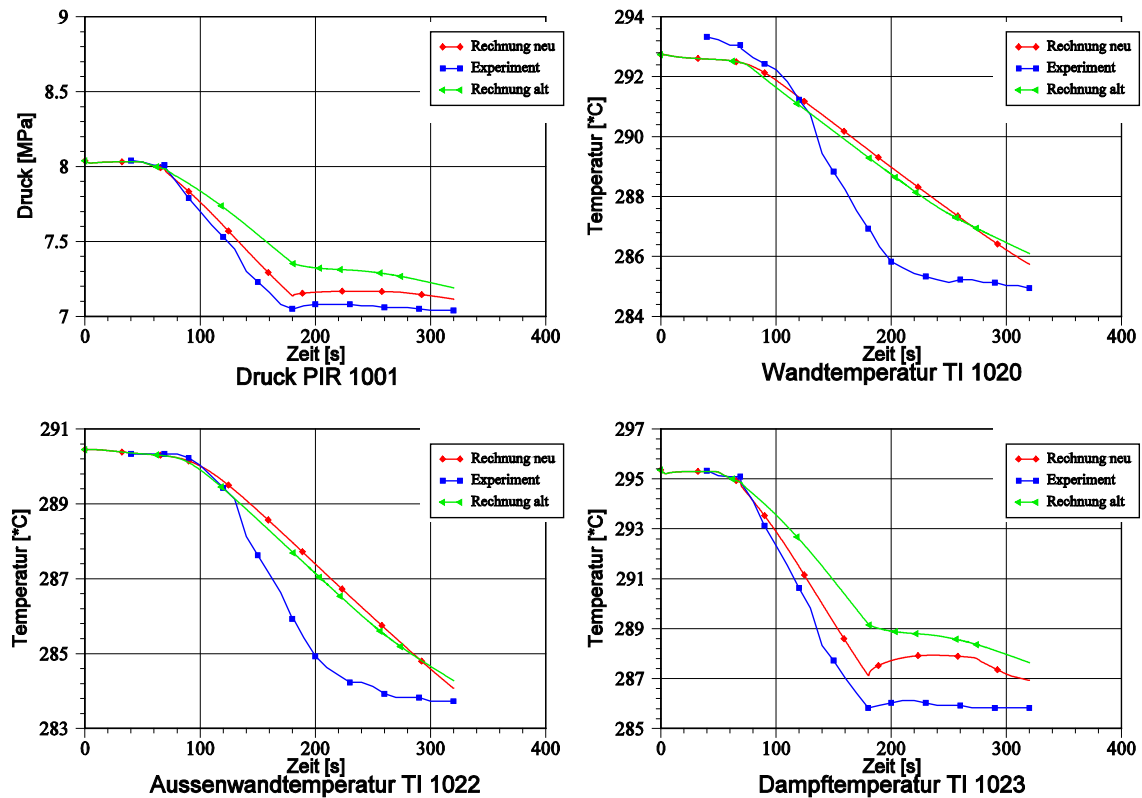 9
8.5
8
7.5
7
Druck [MPa]
0
100
200
300
400
Zeit [s]
Druck PIR 1001
Rechnung neu
Experiment
Rechnung alt
294
292
290
288
286
284
Temperatur [*C]
0
100
200
300
400
Zeit [s]
Wandtemperatur TI 1020
Rechnung neu
Experiment
Rechnung alt
291
289
287
285
283
Temperatur [*C]
0
100
200
300
400
Zeit [s]
Aussenwandtemperatur TI 1022
Rechnung neu
Experiment
Rechnung alt
297
295
293
291
289
287
285
Temperatur [*C]
0
100
200
300
400
Zeit [s]
Dampftemperatur TI 1023
Rechnung neu
Experiment
Rechnung alt